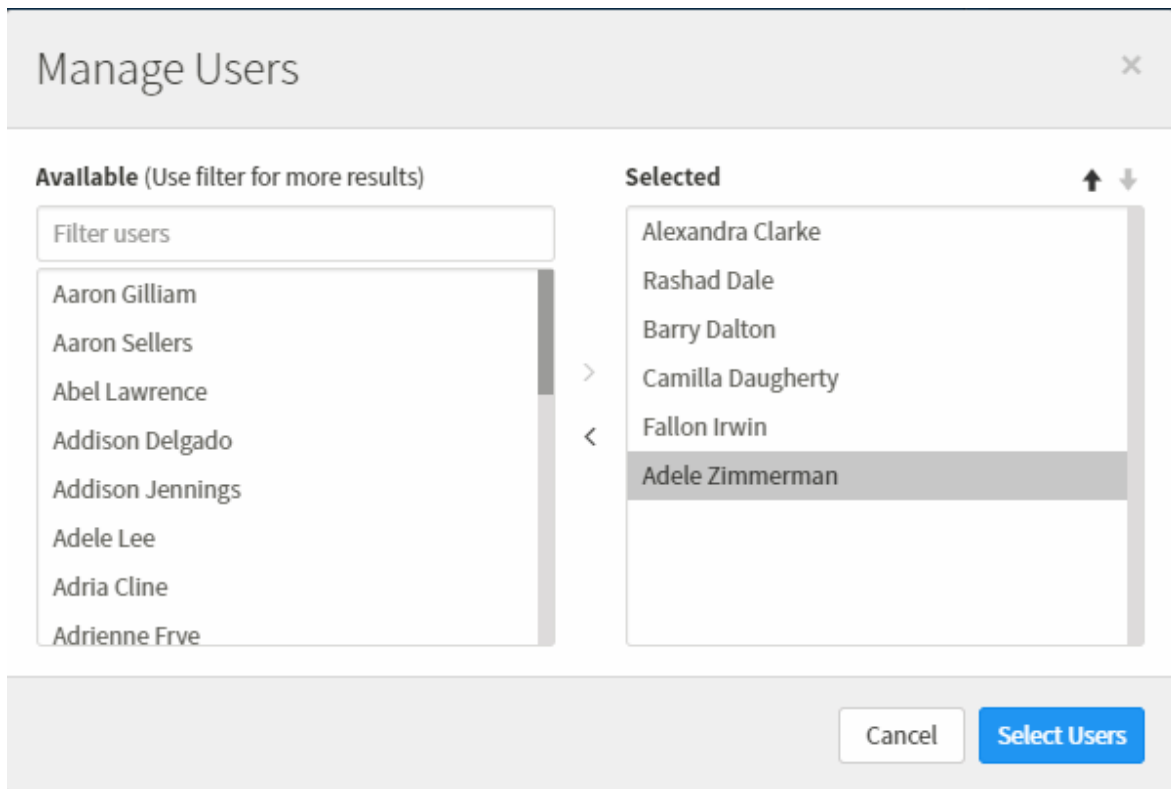 Manage Users
Available (Use filter for more results)
Filter users
Aaron Gilliam
Aaron Sellers
Abel Lawrence
Addison Delgado
Addison Jennings
Adele Lee
Adria Cline
Adrienne Frye
Selected
Alexandra Clarke
Rashad Dale
Barry Dalton
Camilla Daugherty
Fallon Irwin
Adele Zimmerman
Cancel
Select Users